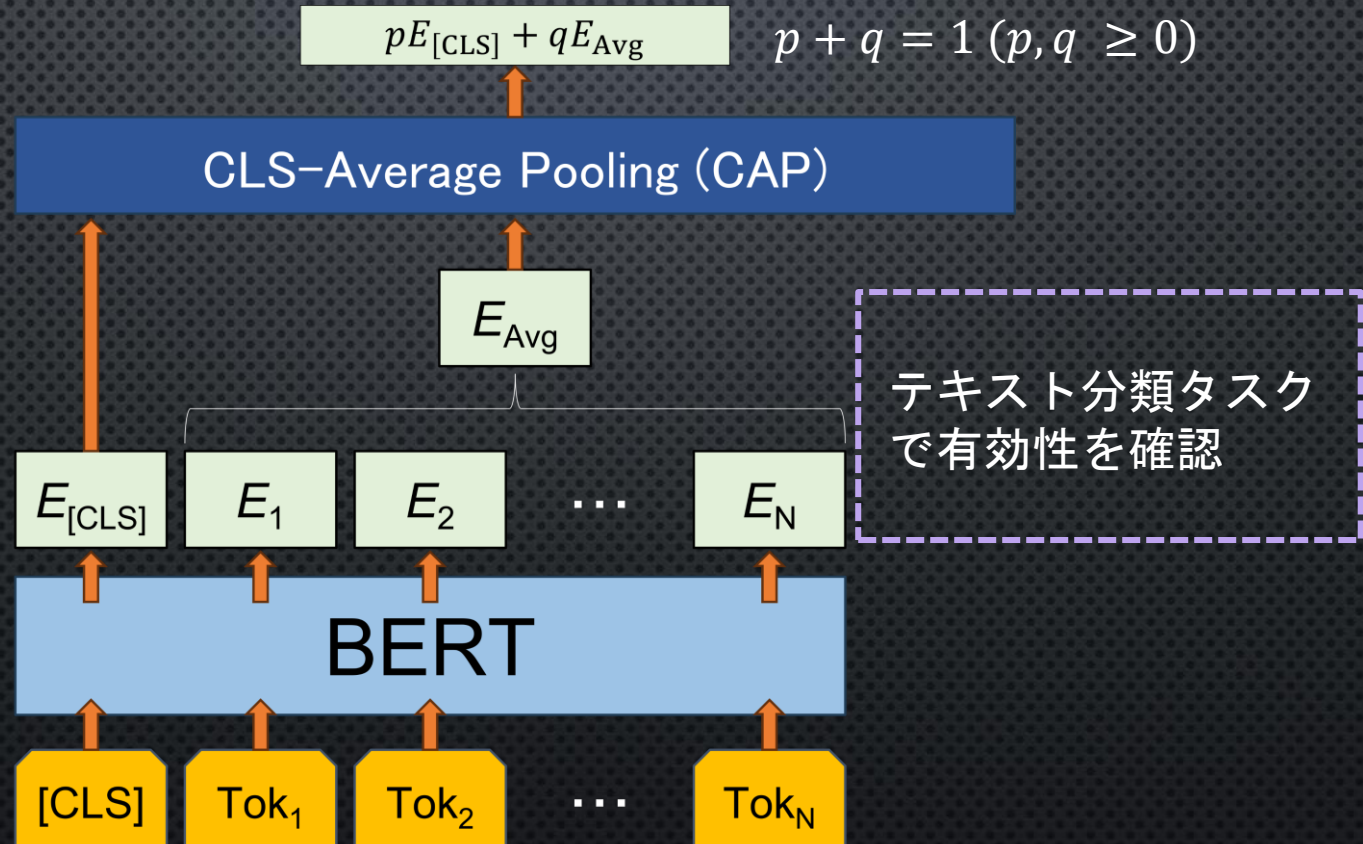 pE[CLS] + qEAvg p + q = 1 (p, q ≥ 0)
CLS-Average Pooling (CAP)
EAvg
テキスト分類タスク
で有効性を確認
E[CLS] E1 E2 … EN
BERT
[CLS] Tok1 Tok2 … TokN